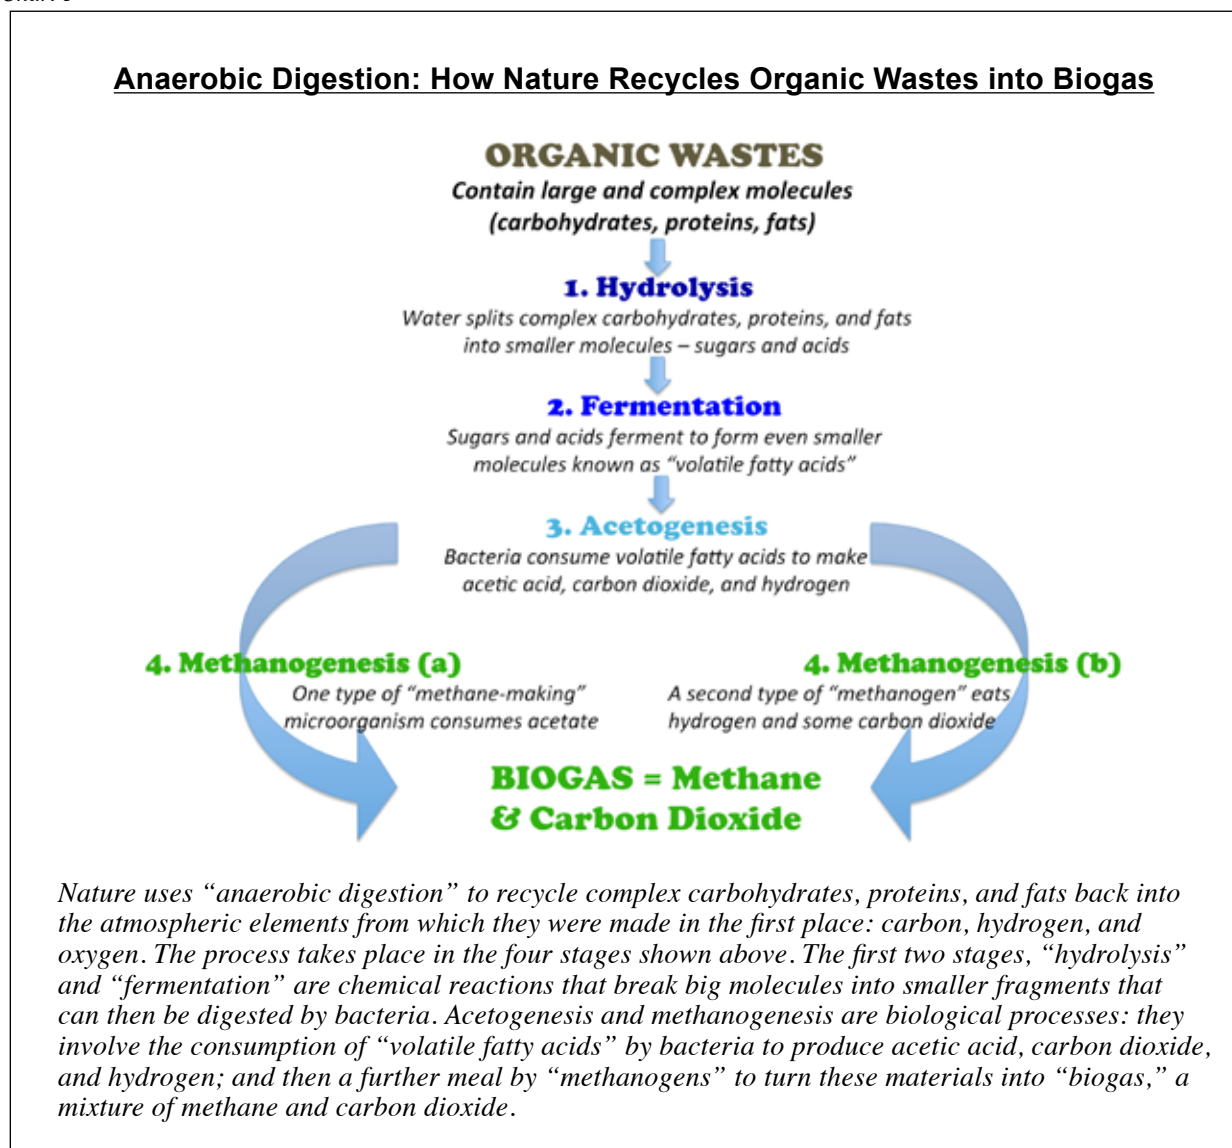 Anaerobic Digestion: How Nature Recycles Organic Wastes into Biogas
ORGANIC WASTES
Contain large and complex molecules
(carbohydrates, proteins, fats)
1. Hydrolysis
Water splits complex carbohydrates, proteins, and fats
into smaller molecules – sugars and acids
2. Fermentation
Sugars and acids ferment to form even smaller
molecules known as “volatile fatty acids”
3. Acetogenesis
Bacteria consume volatile fatty acids to make
acetic acid, carbon dioxide, and hydrogen
4. Methanogenesis (a)
One type of “methane-making”
microorganism consumes acetate
4. Methanogenesis (b)
A second type of “methanogen” eats
hydrogen and some carbon dioxide
BIOGAS = Methane
& Carbon Dioxide
Nature uses “anaerobic digestion” to recycle complex carbohydrates, proteins, and fats back into
the atmospheric elements from which they were made in the first place: carbon, hydrogen, and
oxygen. The process takes place in the four stages shown above. The first two stages, “hydrolysis”
and “fermentation” are chemical reactions that break big molecules into smaller fragments that
can then be digested by bacteria. Acetogenesis and methanogenesis are biological processes: they
involve the consumption of “volatile fatty acids” by bacteria to produce acetic acid, carbon dioxide,
and hydrogen; and then a further meal by “methanogens” to turn these materials into “biogas,” a
mixture of methane and carbon dioxide.